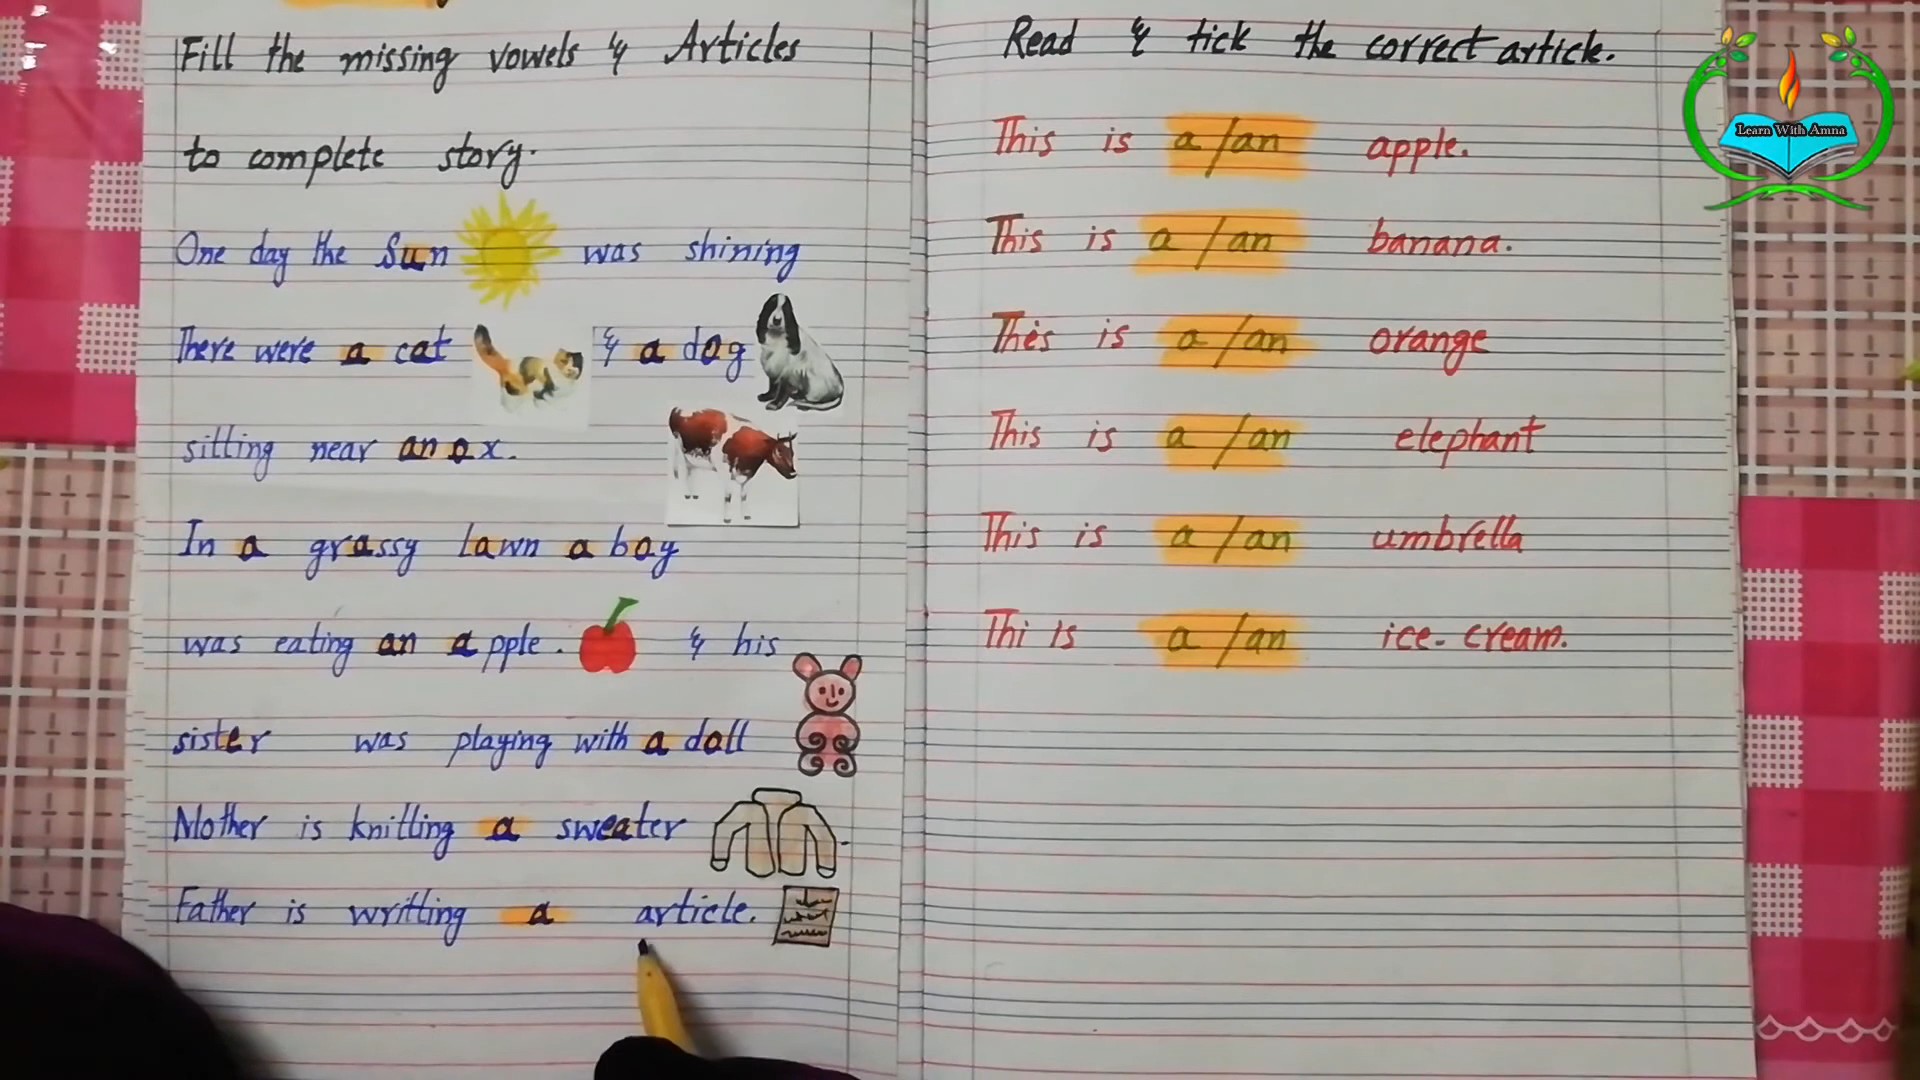 Fill the missing vowels & Articles
to complete story.
One day the Sun was shining
There were a cat & a dog
sitting near an ox.
In a grassy lawn a boy
was eating an apple. & his
sister was playing with a doll
Mother is knitting a sweater
Father is writting a article.
Read & tick the correct article.
This is a/an apple.
This is a/an banana.
This is a/an orange
This is a/an elephant
This is a/an umbrella
Thi is a/an ice-cream.
Learn With Amna